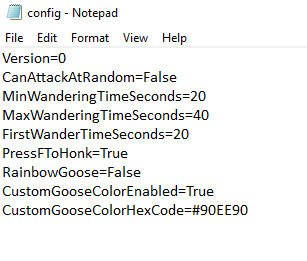 config - Notepad
File Edit Format View Help
Version=0
CanAttackAtRandom=False
MinWanderingTimeSeconds=20
MaxWanderingTimeSeconds=40
FirstWanderTimeSeconds=20
PressFToHonk=True
RainbowGoose=False
CustomGooseColorEnabled=True
CustomGooseColorHexCode=#90EE90